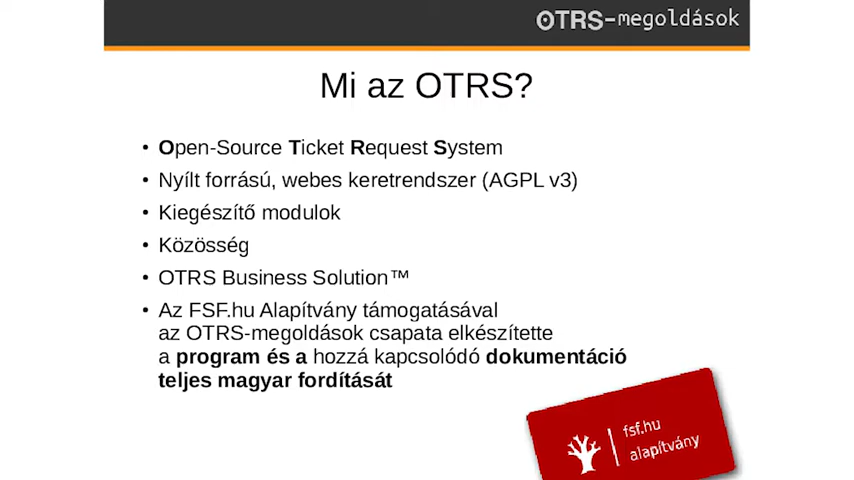 OTRS-megoldások
Mi az OTRS?
• Open-Source Ticket Request System
• Nyílt forrású, webes keretrendszer (AGPL v3)
• Kiegészítő modulok
• Közösség
• OTRS Business Solution™
• Az FSF.hu Alapítvány támogatásával
az OTRS-megoldások csapata elkészítette
a program és a hozzá kapcsolódó dokumentáció
teljes magyar fordítását
fsf.hu
alapítvány